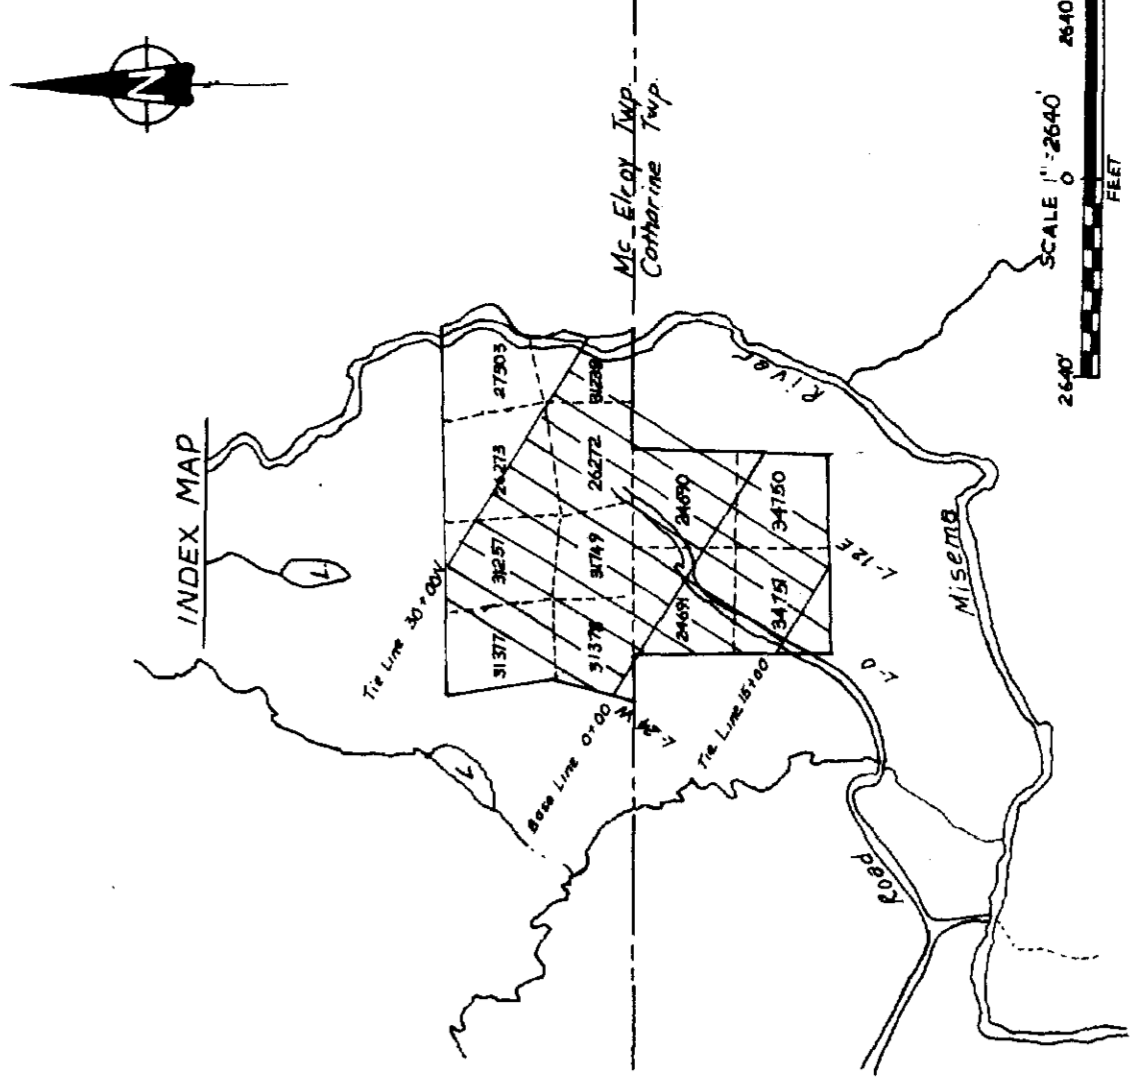 INDEX MAP
N
Mc Elroy Twp.
Catharine Twp.
SCALE 1"=2640'
2640' 0 2640
FEET
L
L
Tie Line 30+00N
Base Line 0+00
Tie Line 15+00
31377
31257
26273
27303
31378
31749
26272
31238
24691
24690
34751
34750
L-12E
L-0
River
Misema
Road